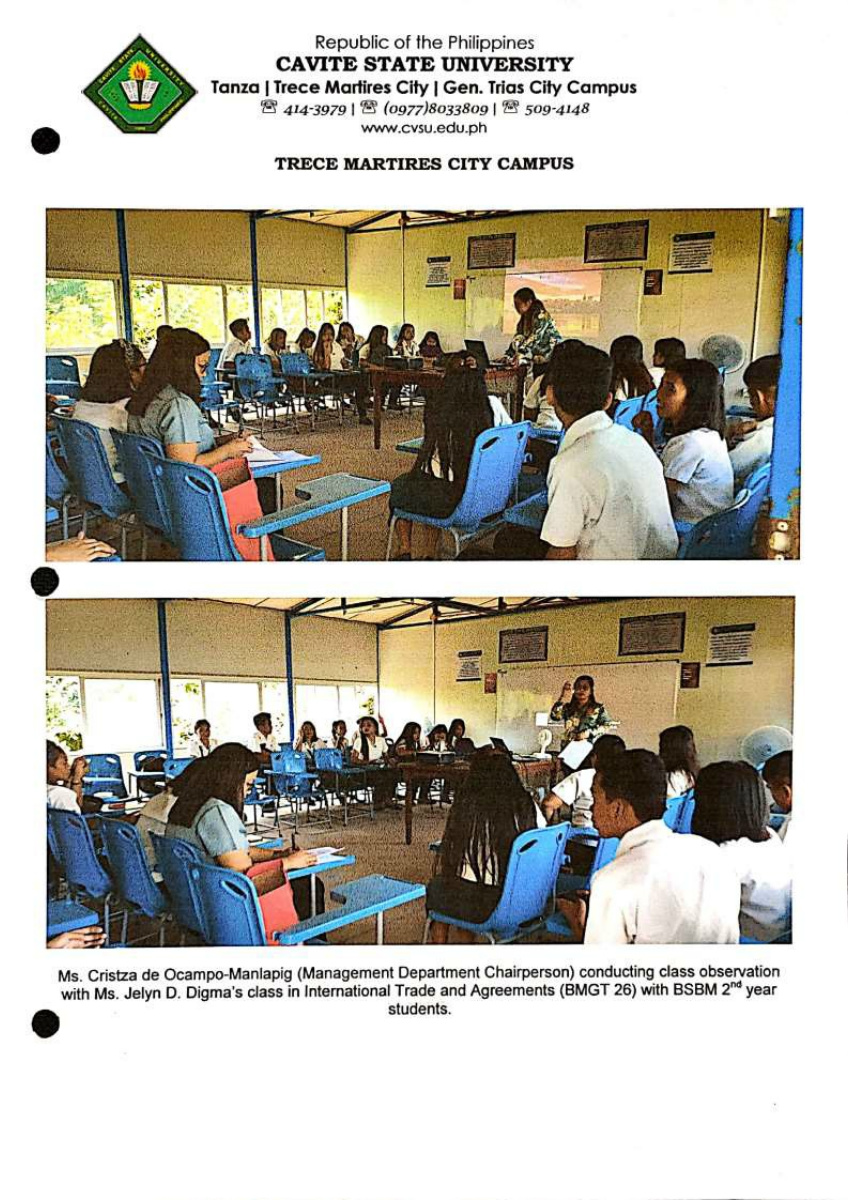 Republic of the Philippines
CAVITE STATE UNIVERSITY
Tanza | Trece Martires City | Gen. Trias City Campus
☏ 414-3979 | ☏ (0977)8033809 | ☏ 509-4148
www.cvsu.edu.ph
TRECE MARTIRES CITY CAMPUS
Ms. Cristza de Ocampo-Manlapig (Management Department Chairperson) conducting class observation
with Ms. Jelyn D. Digma's class in International Trade and Agreements (BMGT 26) with BSBM 2nd year
students.